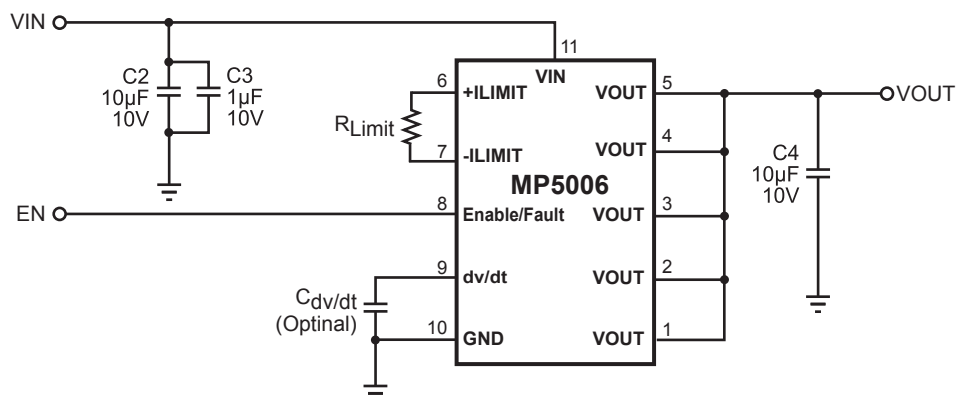 VIN
C2
10µF
10V
C3
1µF
10V
11
VIN
6
+ILIMIT
RLimit
7
-ILIMIT
MP5006
EN
8
Enable/Fault
9
dv/dt
Cdv/dt
(Optinal)
10
GND
VOUT
5
VOUT
VOUT
4
C4
10µF
10V
VOUT
3
VOUT
2
VOUT
1